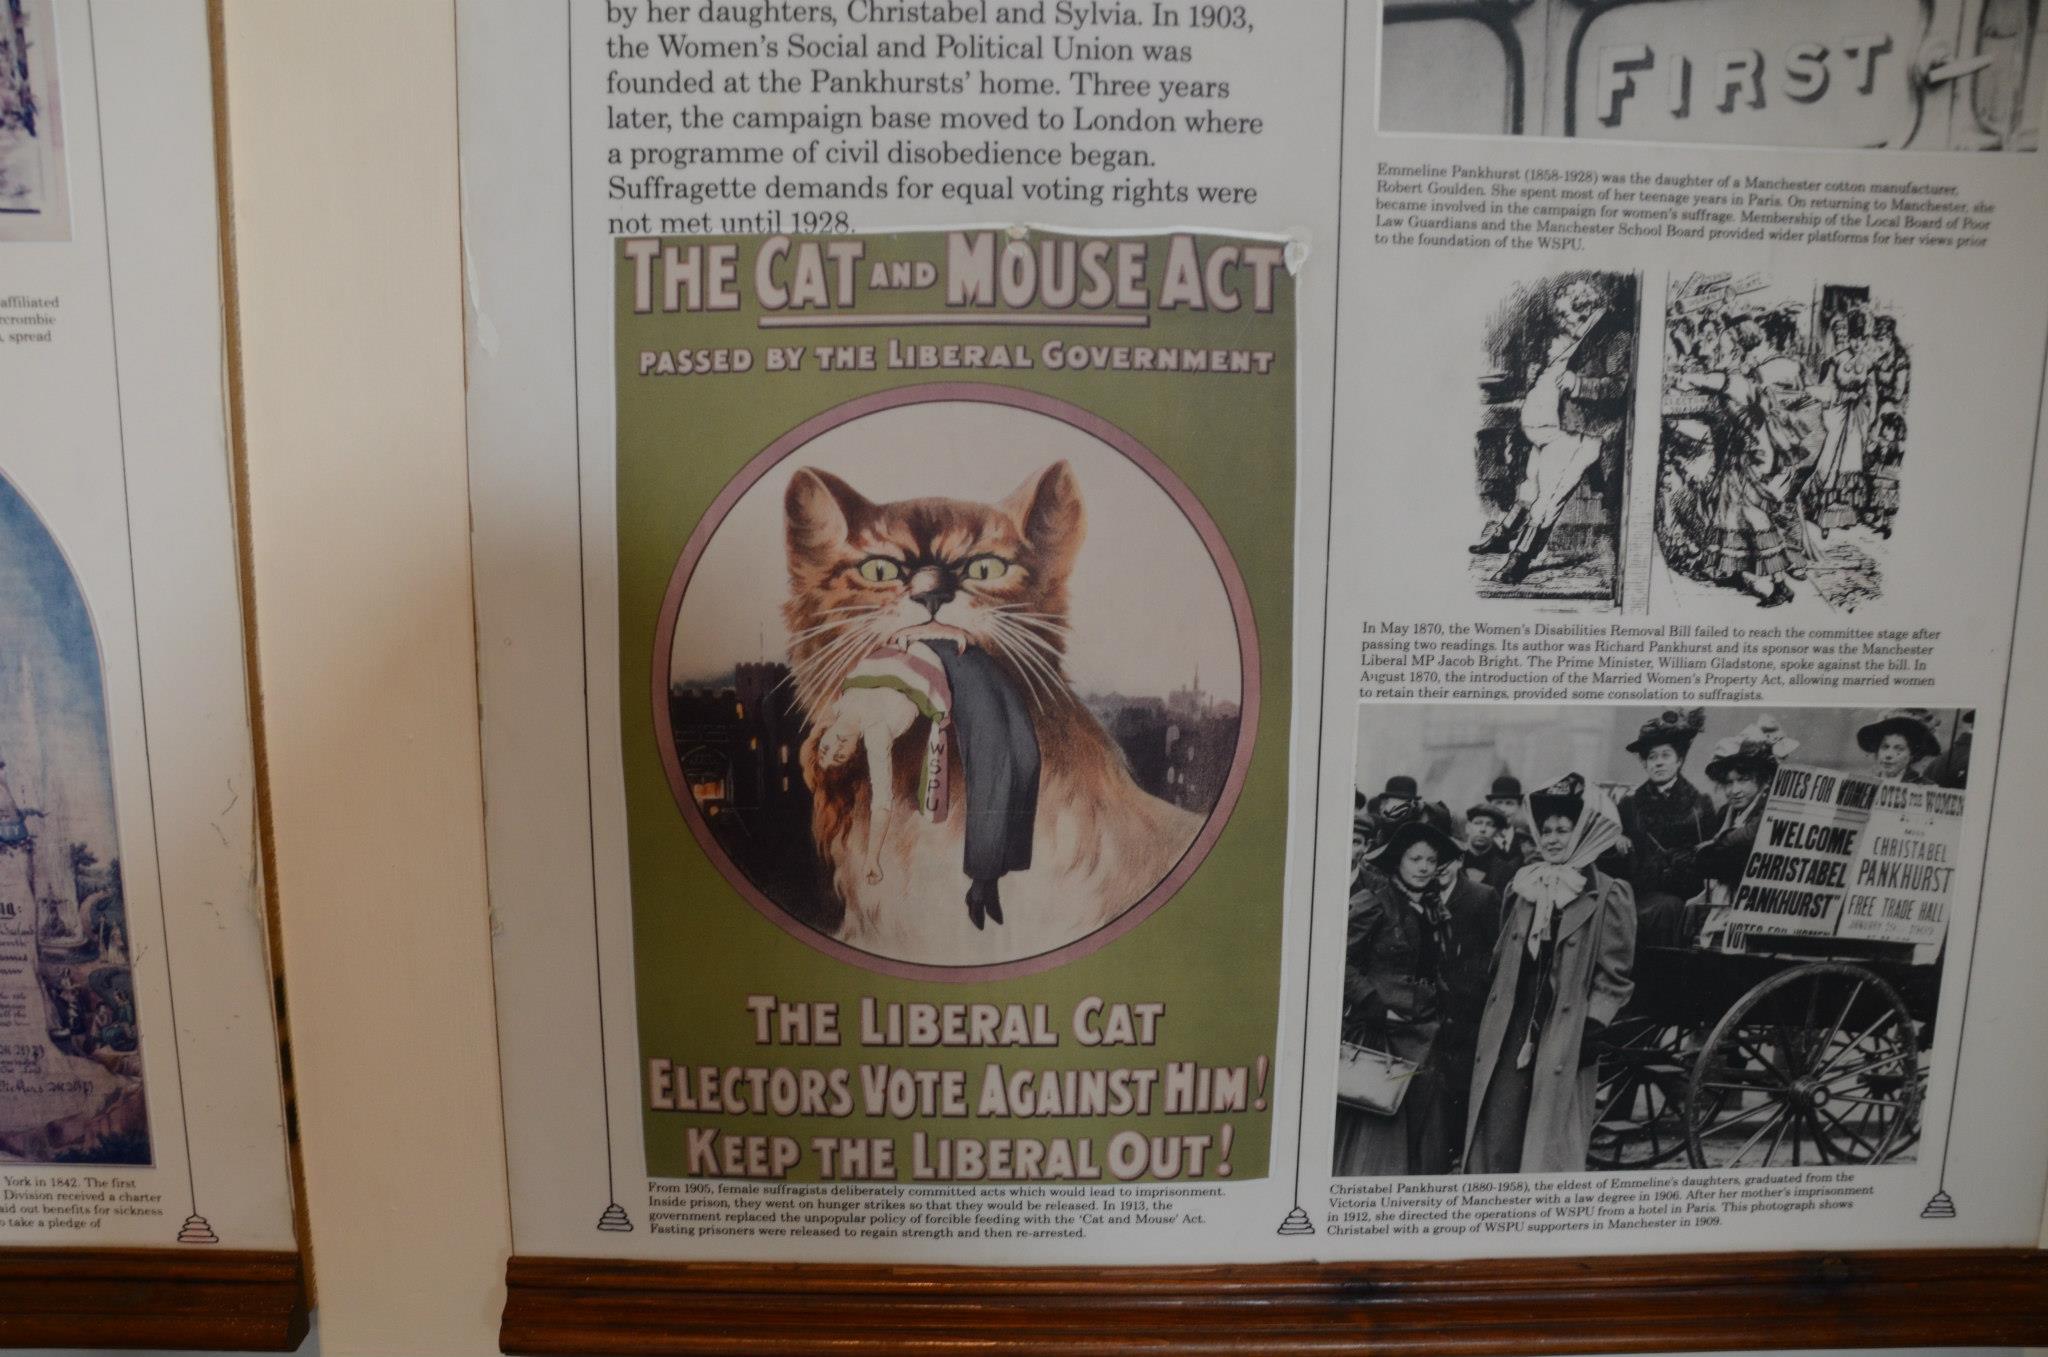 affiliated
spread
York in 1842. The first
Division received a charter
aid out benefits for sickness
take a pledge of
by her daughters, Christabel and Sylvia. In 1903,
the Women's Social and Political Union was
founded at the Pankhursts' home. Three years
later, the campaign base moved to London where
a programme of civil disobedience began.
Suffragette demands for equal voting rights were
not met until 1928.
THE CAT AND MOUSE ACT
PASSED BY THE LIBERAL GOVERNMENT
WSPU
THE LIBERAL CAT
ELECTORS VOTE AGAINST HIM!
KEEP THE LIBERAL OUT!
From 1905, female suffragists deliberately committed acts which would lead to imprisonment.
Inside prison, they went on hunger strikes so that they would be released. In 1913, the
government replaced the unpopular policy of forcible feeding with the 'Cat and Mouse' Act.
Fasting prisoners were released to regain strength and then re-arrested.
FIRST
Emmeline Pankhurst (1858-1928) was the daughter of a Manchester cotton manufacturer,
Robert Goulden. She spent most of her teenage years in Paris. On returning to Manchester, she
became involved in the campaign for women's suffrage. Membership of the Local Board of Poor
Law Guardians and the Manchester School Board provided wider platforms for her views prior
to the foundation of the WSPU.
In May 1870, the Women's Disabilities Removal Bill failed to reach the committee stage after
passing two readings. Its author was Richard Pankhurst and its sponsor was the Manchester
Liberal MP Jacob Bright. The Prime Minister, William Gladstone, spoke against the bill. In
August 1870, the introduction of the Married Women's Property Act, allowing married women
to retain their earnings, provided some consolation to suffragists.
VOTES FOR WOMEN
"WELCOME
CHRISTABEL
PANKHURST"
VOTES FOR WOMEN
VOTES FOR WOMEN
MISS
CHRISTABEL
PANKHURST
FREE TRADE HALL
Christabel Pankhurst (1880-1958), the eldest of Emmeline's daughters, graduated from the
Victoria University of Manchester with a law degree in 1906. After her mother's imprisonment
in 1912, she directed the operations of WSPU from a hotel in Paris. This photograph shows
Christabel with a group of WSPU supporters in Manchester in 1909.